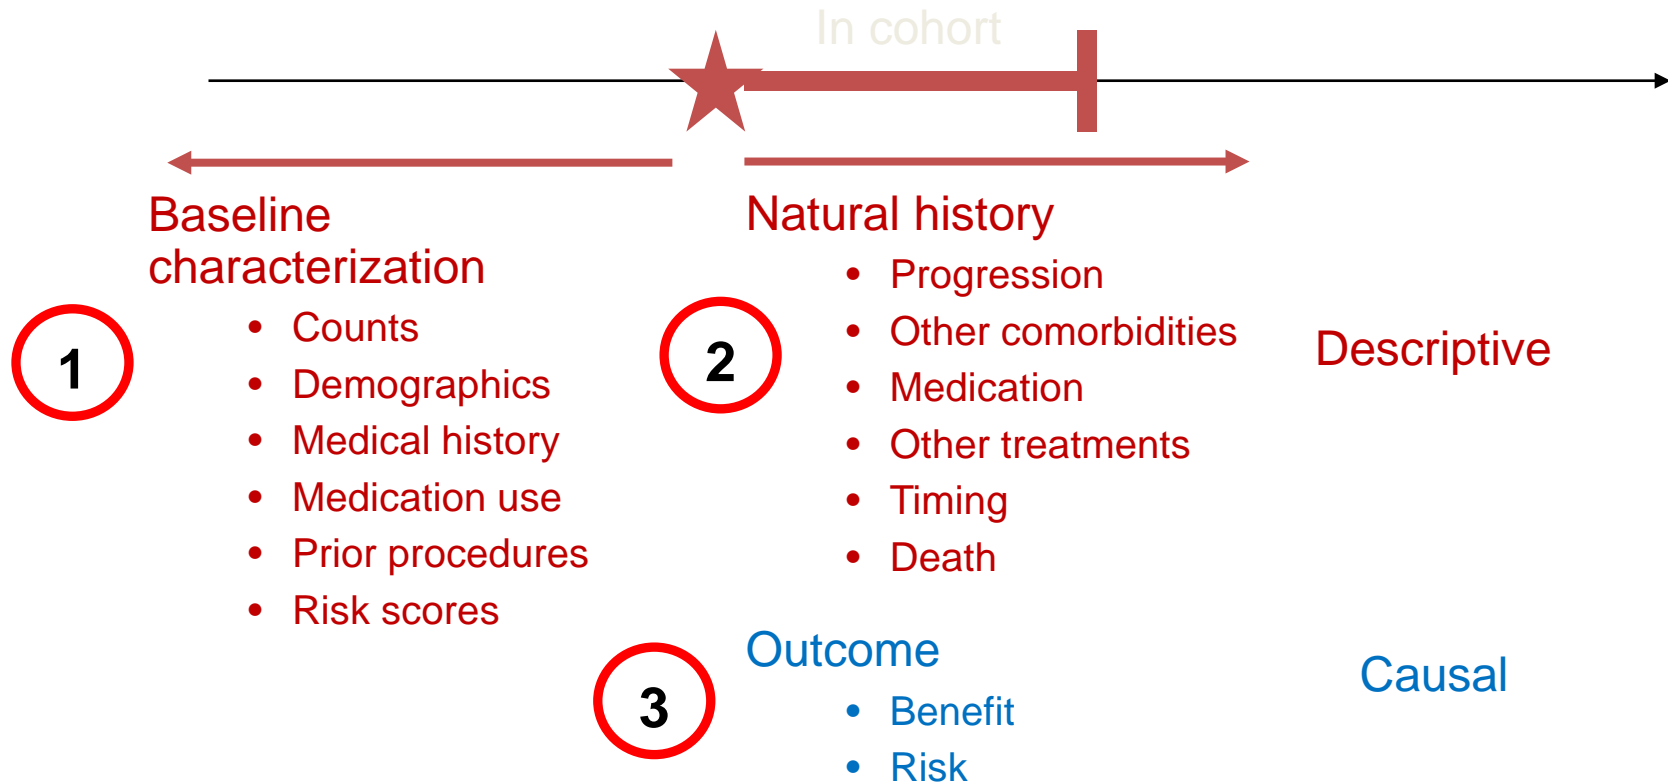 In cohort
Baseline
characterization
• Counts
• Demographics
• Medical history
• Medication use
• Prior procedures
• Risk scores
1
Natural history
• Progression
• Other comorbidities
• Medication
• Other treatments
• Timing
• Death
2
Descriptive
Outcome
• Benefit
• Risk
3
Causal